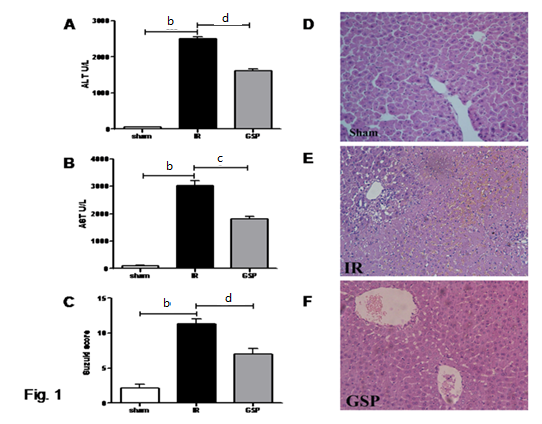 A
b
d
ALT U/L
3000
2000
1000
0
sham
IR
GSP
B
b
c
AST U/L
4000
3000
2000
1000
0
sham
IR
GSP
C
b
d
Suzuki score
15
10
5
0
sham
IR
GSP
Fig. 1
D
Sham
E
IR
F
GSP